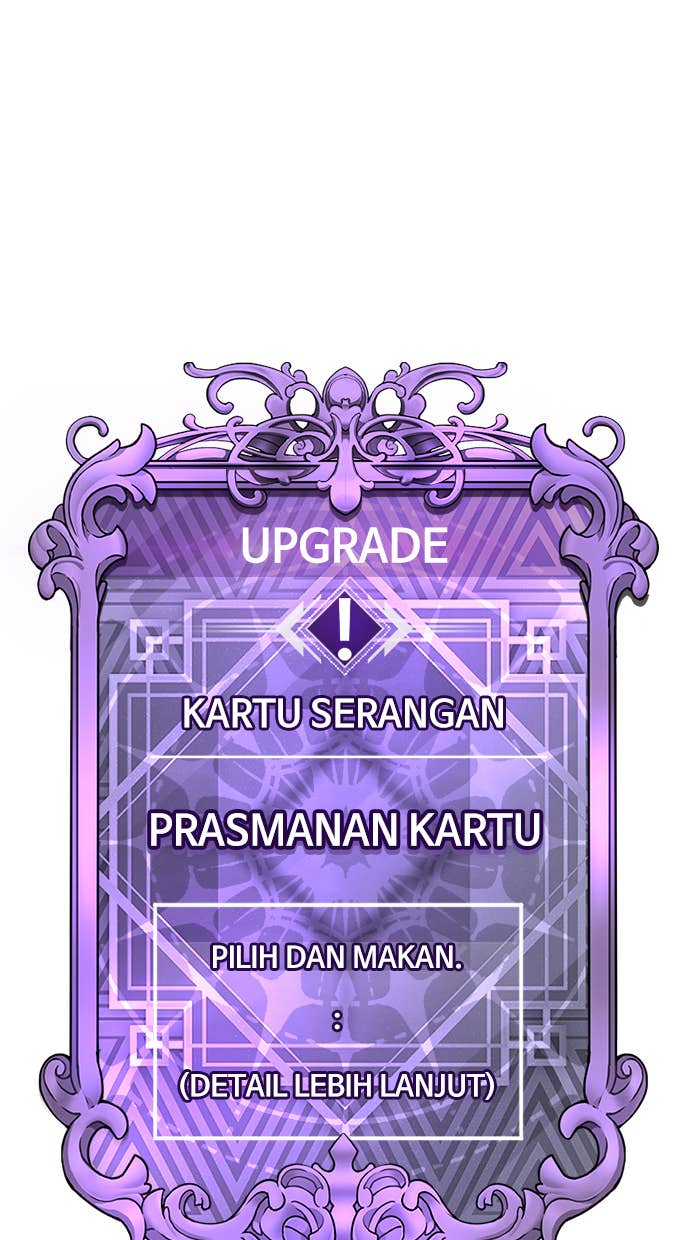 UPGRADE
!
KARTU SERANGAN
PRASMANAN KARTU
PILIH DAN MAKAN.
:
(DETAIL LEBIH LANJUT)